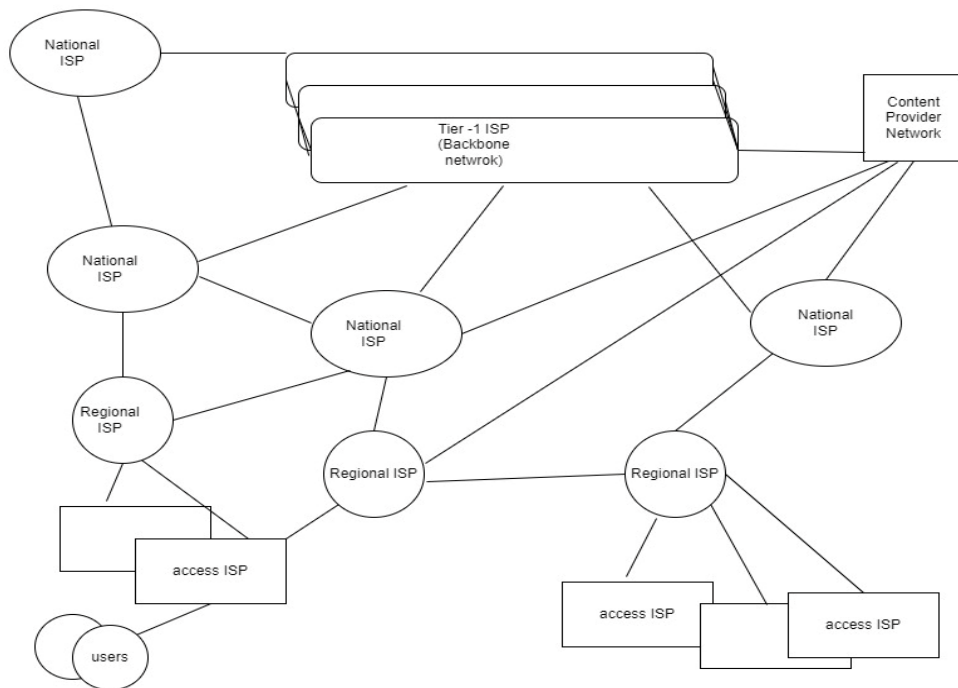 National
ISP
Content
Provider
Network
Tier -1 ISP
(Backbone
netwrok)
National
ISP
National
ISP
National
ISP
Regional
ISP
Regional ISP
Regional ISP
access ISP
access ISP
access ISP
users